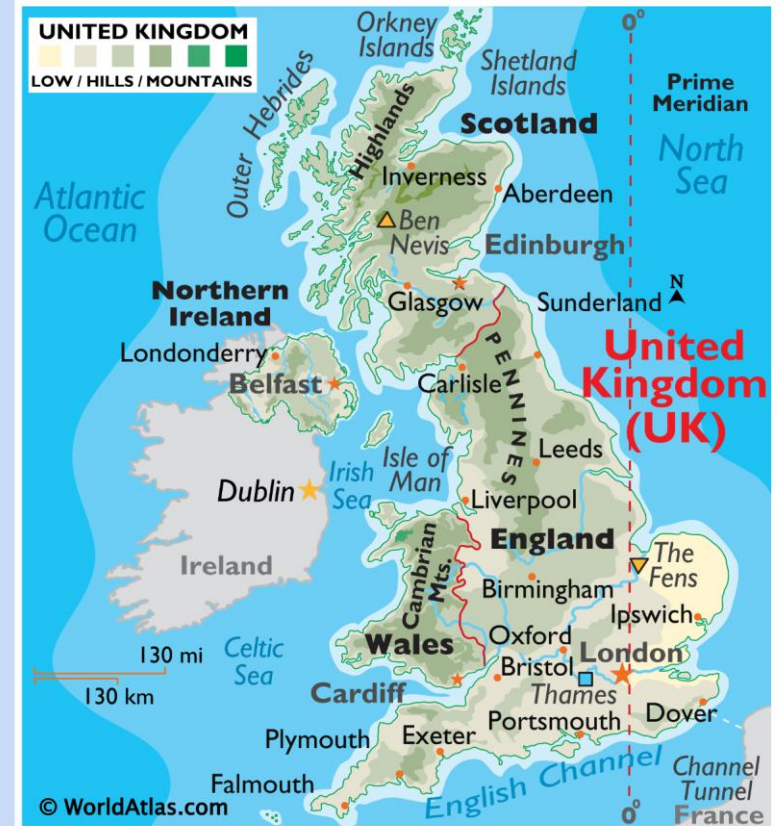 UNITED KINGDOM
LOW / HILLS / MOUNTAINS
Orkney
Islands
Shetland
Islands
0°
Prime
Meridian
North
Sea
Outer Hebrides
Highlands
Scotland
Atlantic
Ocean
Inverness
Aberdeen
Ben
Nevis
Edinburgh
Northern
Ireland
Glasgow
Sunderland
N
Londonderry
Belfast
Carlisle
PENNINES
United
Kingdom
(UK)
Isle of
Man
Leeds
Dublin
Irish
Sea
Liverpool
Ireland
England
Cambrian
Mts.
The
Fens
Birmingham
Ipswich
Wales
Oxford
London
Celtic
Sea
130 mi
130 km
Cardiff
Bristol
Thames
Portsmouth
Dover
Plymouth
Exeter
Falmouth
English Channel
Channel
Tunnel
France
0°
© WorldAtlas.com